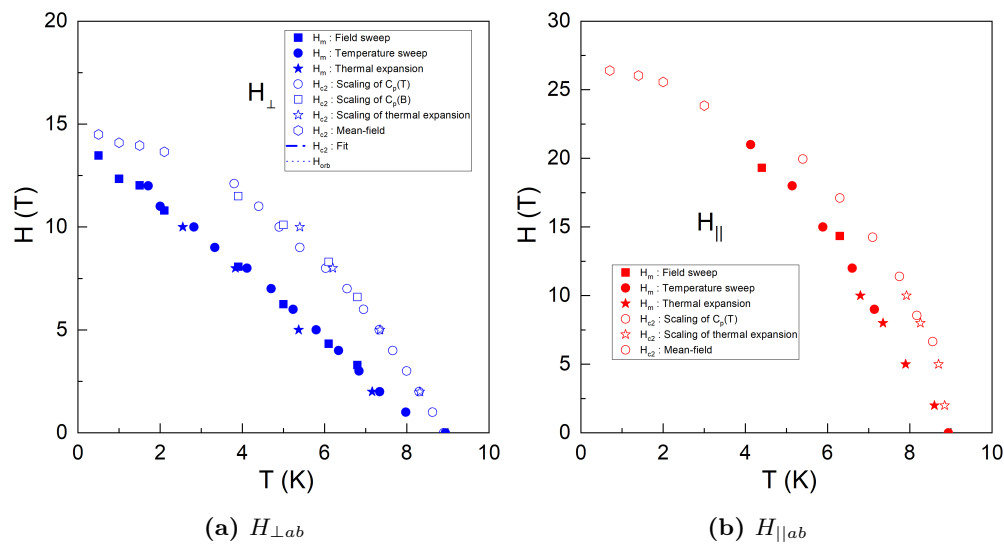 20
15
10
5
0
0 2 4 6 8 10
H (T)
T (K)
H⊥
Hm : Field sweep
Hm : Temperature sweep
Hm : Thermal expansion
Hc2 : Scaling of Cp(T)
Hc2 : Scaling of Cp(B)
Hc2 : Scaling of thermal expansion
Hc2 : Mean-field
Hc2 : Fit
Horb
(a) H⊥ab
30
25
20
15
10
5
0
0 2 4 6 8 10
H (T)
T (K)
H||
Hm : Field sweep
Hm : Temperature sweep
Hm : Thermal expansion
Hc2 : Scaling of Cp(T)
Hc2 : Scaling of thermal expansion
Hc2 : Mean-field
(b) H||ab